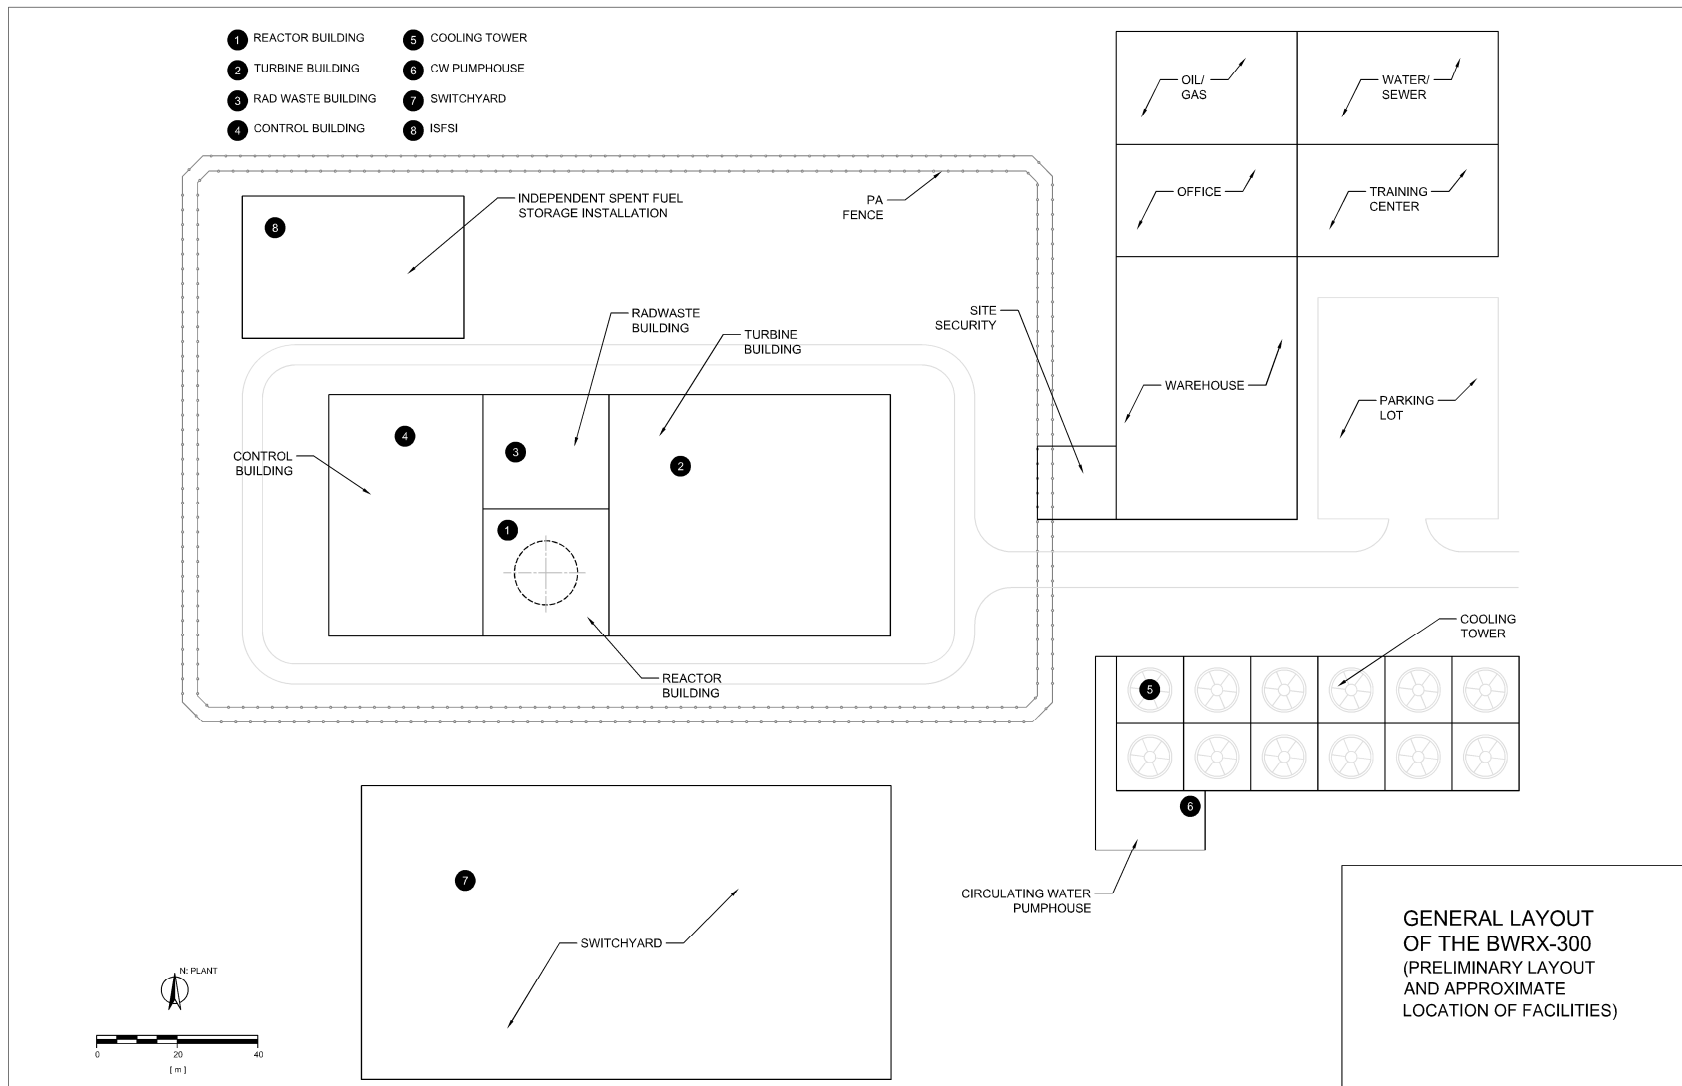 1 REACTOR BUILDING
2 TURBINE BUILDING
3 RAD WASTE BUILDING
4 CONTROL BUILDING
5 COOLING TOWER
6 CW PUMPHOUSE
7 SWITCHYARD
8 ISFSI
OIL/
GAS
WATER/
SEWER
OFFICE
TRAINING
CENTER
PA
FENCE
8
INDEPENDENT SPENT FUEL
STORAGE INSTALLATION
RADWASTE
BUILDING
TURBINE
BUILDING
SITE
SECURITY
WAREHOUSE
PARKING
LOT
4
3
2
CONTROL
BUILDING
1
REACTOR
BUILDING
COOLING
TOWER
5
6
CIRCULATING WATER
PUMPHOUSE
7
SWITCHYARD
N: PLANT
0 20 40
[ m ]
GENERAL LAYOUT
OF THE BWRX-300
(PRELIMINARY LAYOUT
AND APPROXIMATE
LOCATION OF FACILITIES)